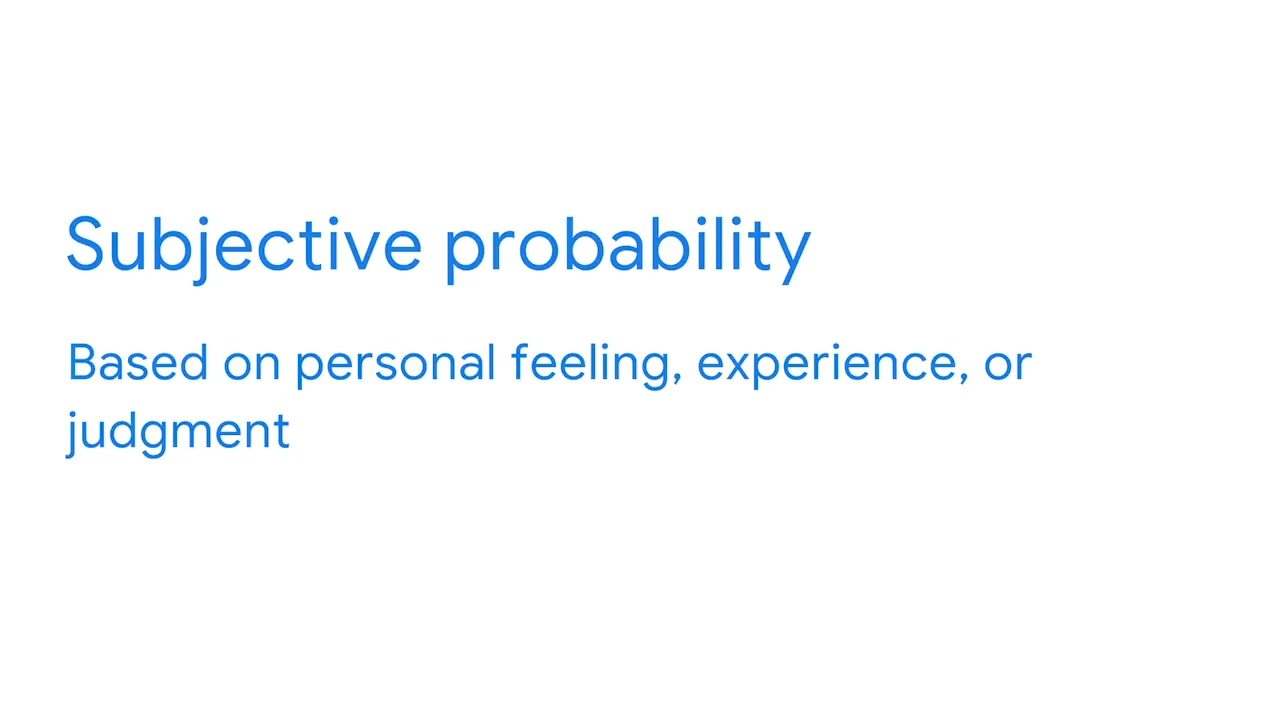 Subjective probability
Based on personal feeling, experience, or
judgment